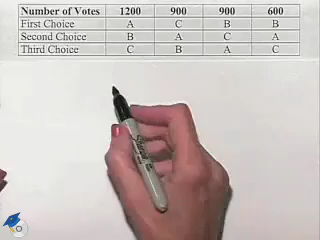 Number of Votes 1200 900 900 600
First Choice A C B B
Second Choice B A C A
Third Choice C B A C